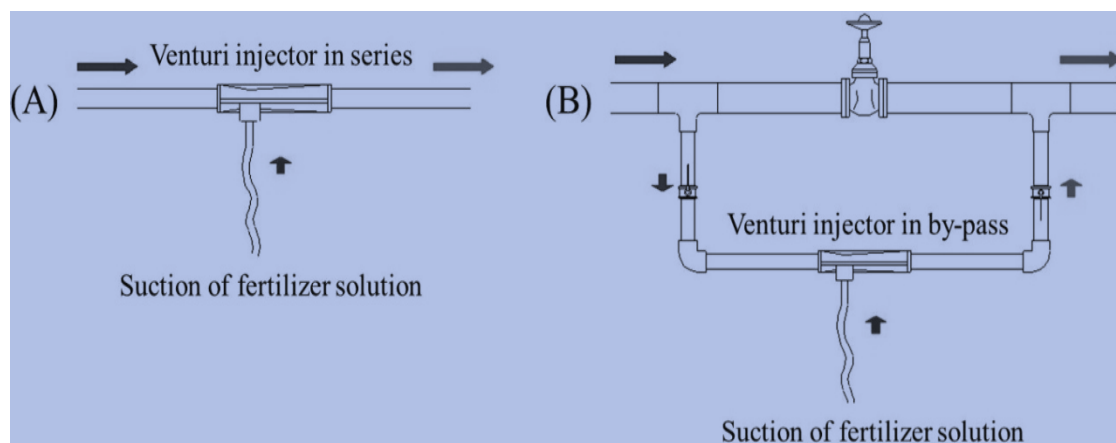 (A)
Venturi injector in series
Suction of fertilizer solution
(B)
Venturi injector in by-pass
Suction of fertilizer solution